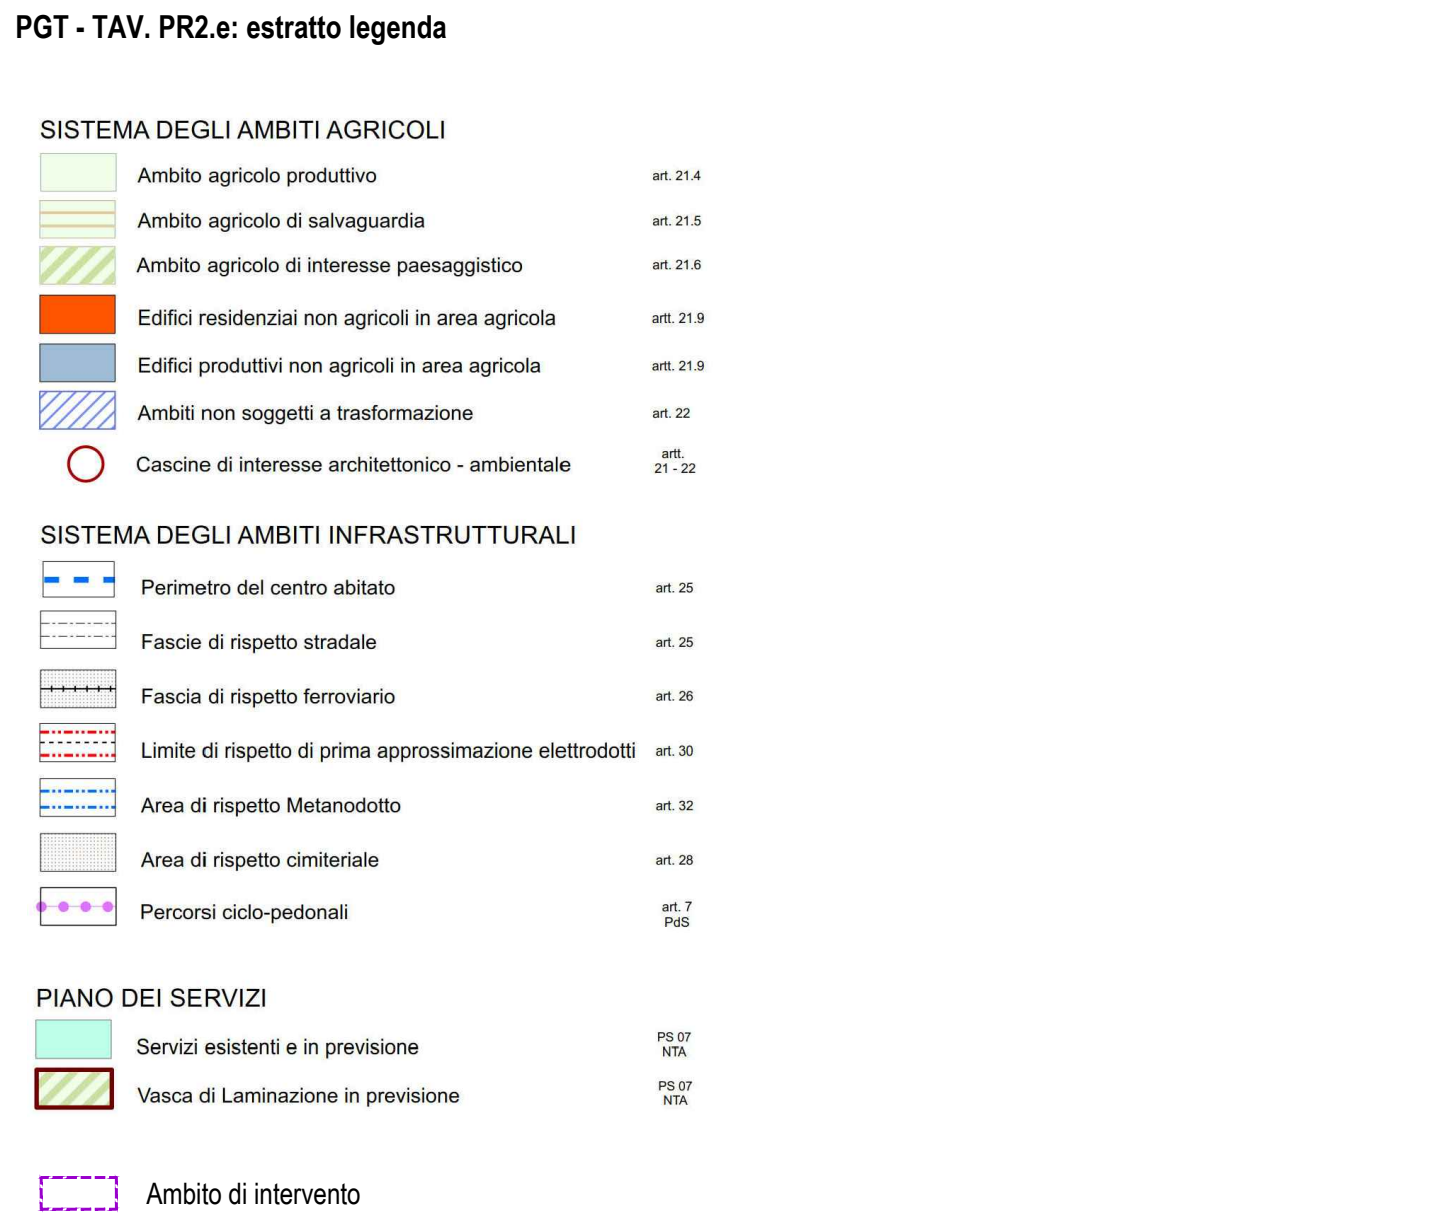 PGT - TAV. PR2.e: estratto legenda
SISTEMA DEGLI AMBITI AGRICOLI
Ambito agricolo produttivo art. 21.4
Ambito agricolo di salvaguardia art. 21.5
Ambito agricolo di interesse paesaggistico art. 21.6
Edifici residenziai non agricoli in area agricola artt. 21.9
Edifici produttivi non agricoli in area agricola artt. 21.9
Ambiti non soggetti a trasformazione art. 22
Cascine di interesse architettonico - ambientale artt.
21 - 22
SISTEMA DEGLI AMBITI INFRASTRUTTURALI
Perimetro del centro abitato art. 25
Fascie di rispetto stradale art. 25
Fascia di rispetto ferroviario art. 26
Limite di rispetto di prima approssimazione elettrodotti art. 30
Area di rispetto Metanodotto art. 32
Area di rispetto cimiteriale art. 28
Percorsi ciclo-pedonali art. 7
PdS
PIANO DEI SERVIZI
Servizi esistenti e in previsione PS 07
NTA
Vasca di Laminazione in previsione PS 07
NTA
Ambito di intervento